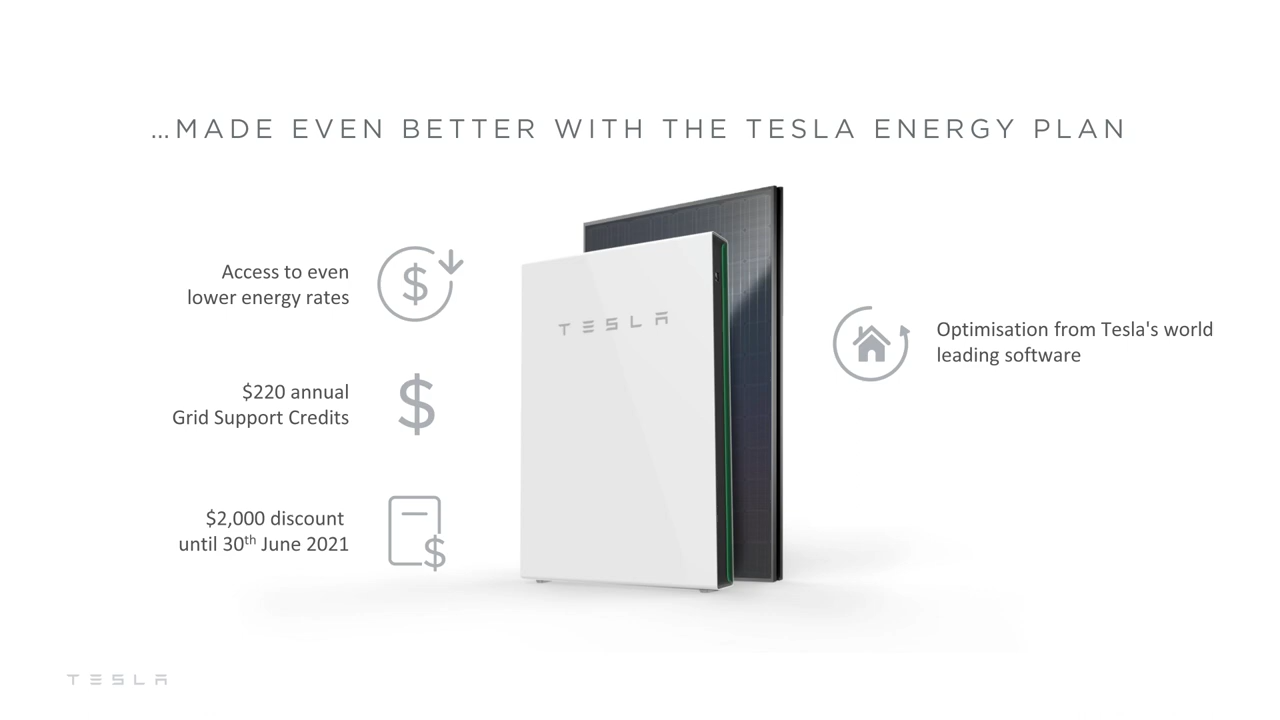 ...MADE EVEN BETTER WITH THE TESLA ENERGY PLAN
Access to even
lower energy rates
$
$220 annual
Grid Support Credits
$
$2,000 discount
until 30th June 2021
$
TESLA
Optimisation from Tesla's world
leading software
TESLA